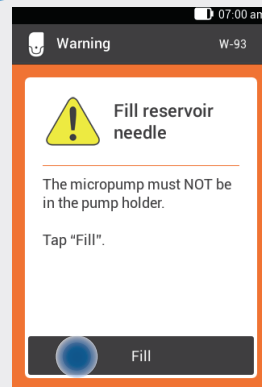 07:00 am
Warning W-93
Fill reservoir
needle
The micropump must NOT be
in the pump holder.
Tap “Fill”.
Fill